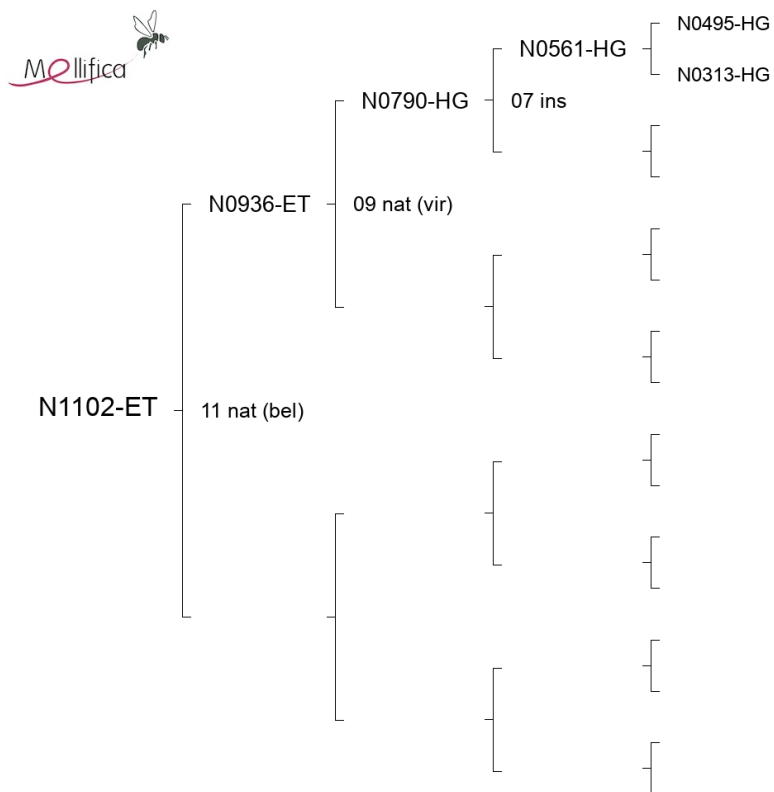 Mellifica
N0495-HG
N0561-HG
N0313-HG
N0790-HG
07 ins
N0936-ET
09 nat (vir)
N1102-ET
11 nat (bel)